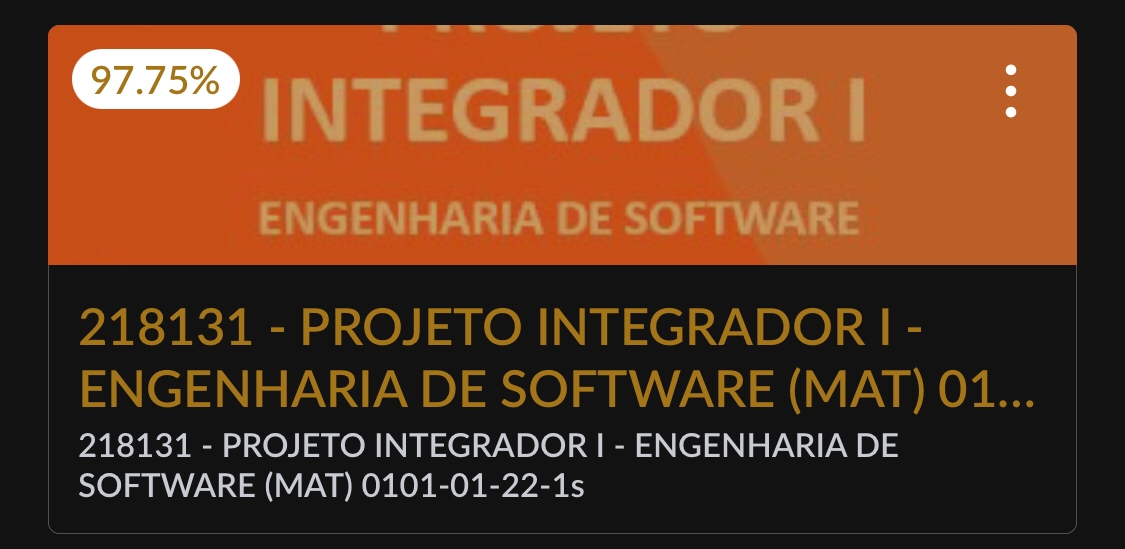 PROJETO
97.75%
INTEGRADOR I
ENGENHARIA DE SOFTWARE
218131 - PROJETO INTEGRADOR I -
ENGENHARIA DE SOFTWARE (MAT) 01...
218131 - PROJETO INTEGRADOR I - ENGENHARIA DE
SOFTWARE (MAT) 0101-01-22-1s